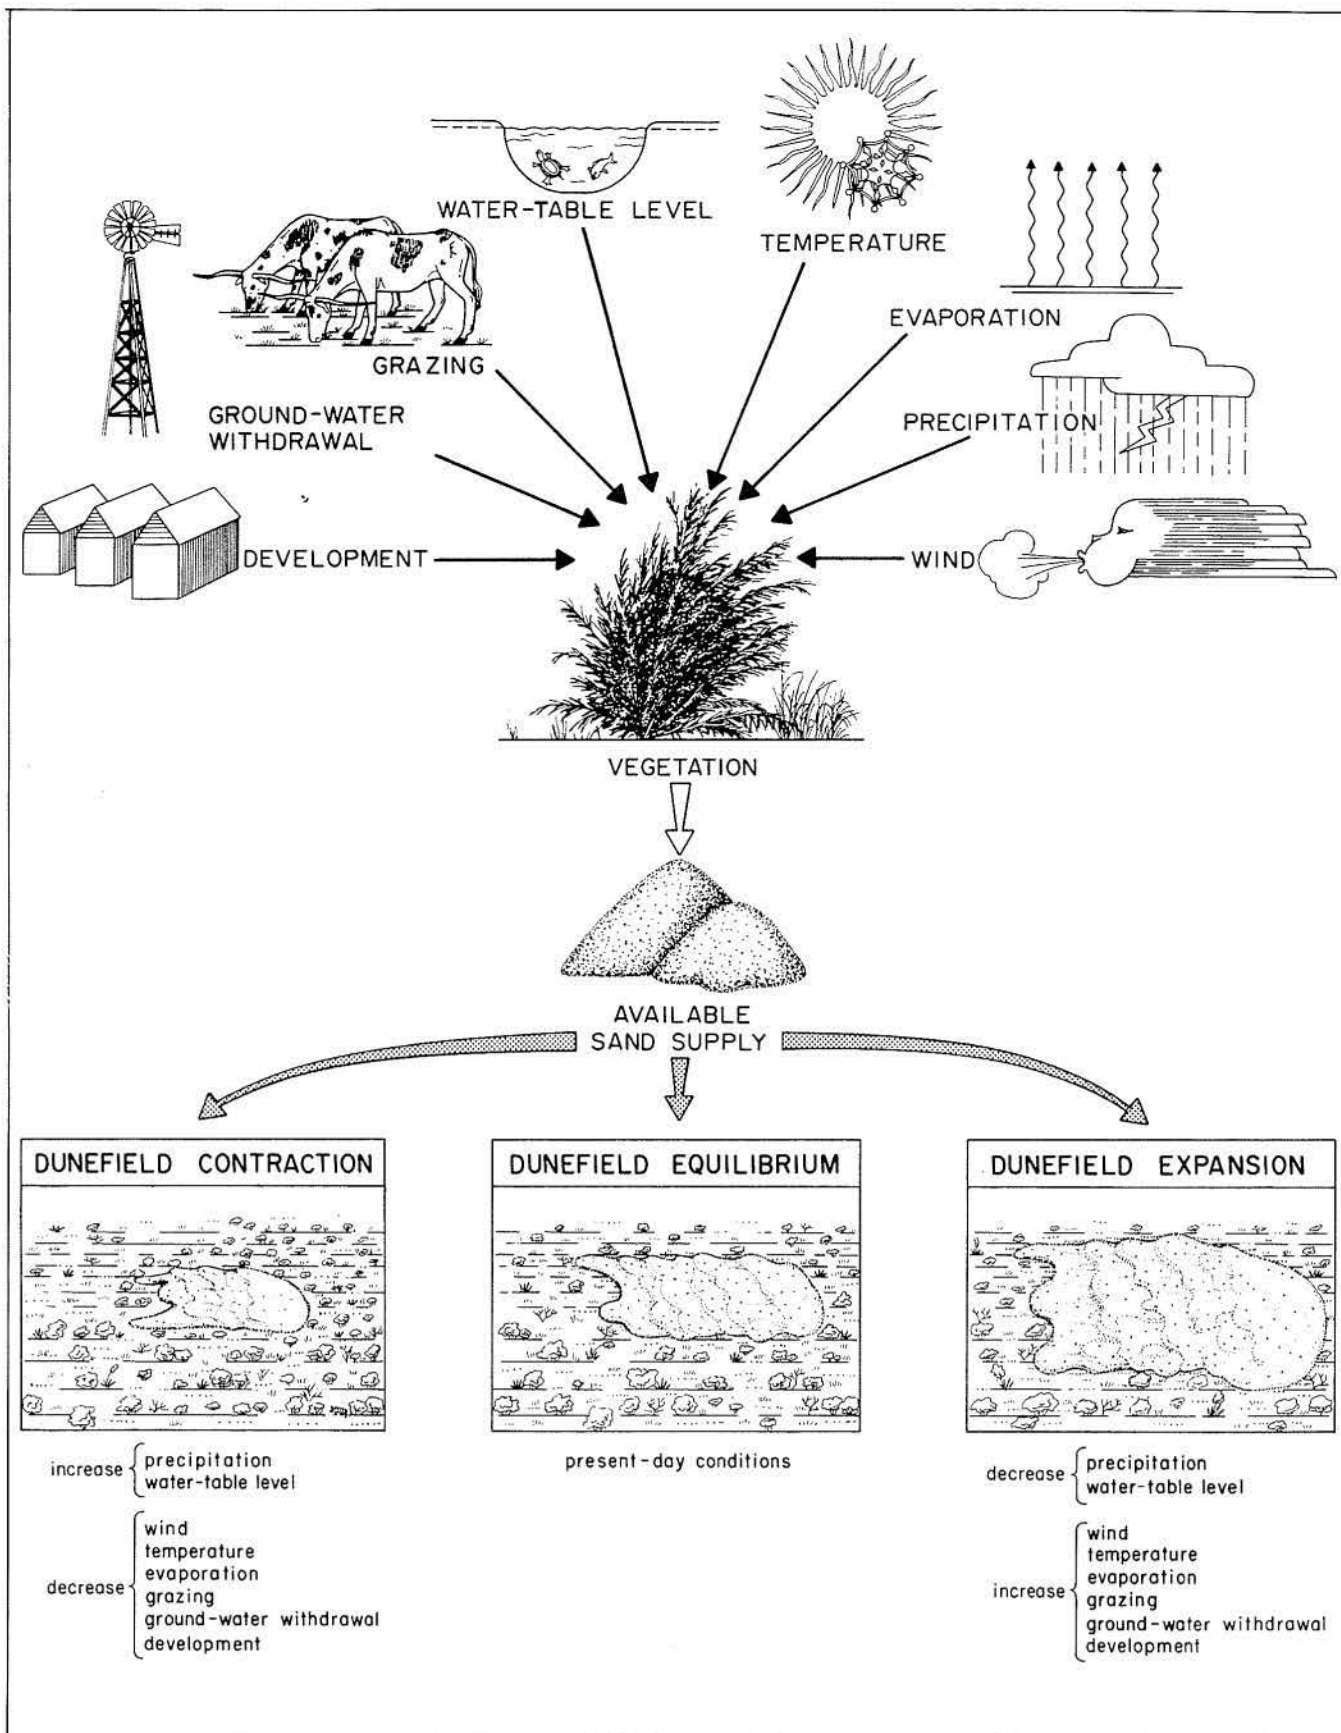 WATER-TABLE LEVEL
TEMPERATURE
EVAPORATION
GRAZING
PRECIPITATION
GROUND-WATER
WITHDRAWAL
DEVELOPMENT
WIND
VEGETATION
AVAILABLE
SAND SUPPLY
DUNEFIELD CONTRACTION
increase
precipitation
water-table level
decrease
wind
temperature
evaporation
grazing
ground-water withdrawal
development
DUNEFIELD EQUILIBRIUM
present-day conditions
DUNEFIELD EXPANSION
decrease
precipitation
water-table level
increase
wind
temperature
evaporation
grazing
ground-water withdrawal
development